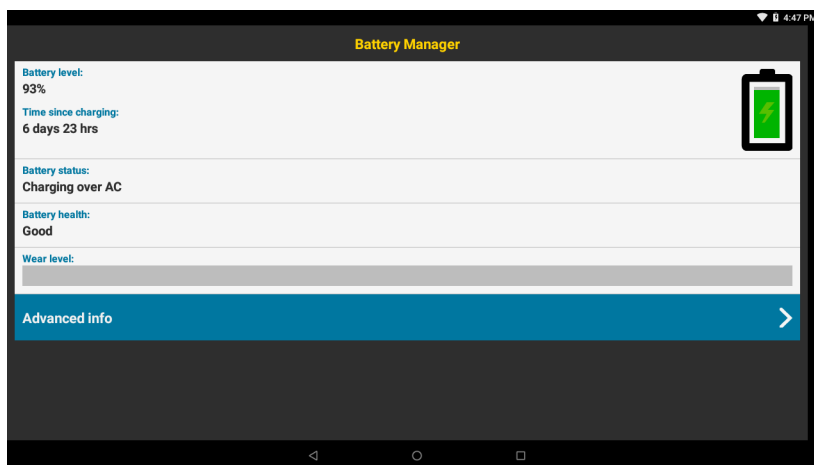 4:47 PM
Battery Manager
Battery level:
93%
Time since charging:
6 days 23 hrs
Battery status:
Charging over AC
Battery health:
Good
Wear level:
Advanced info